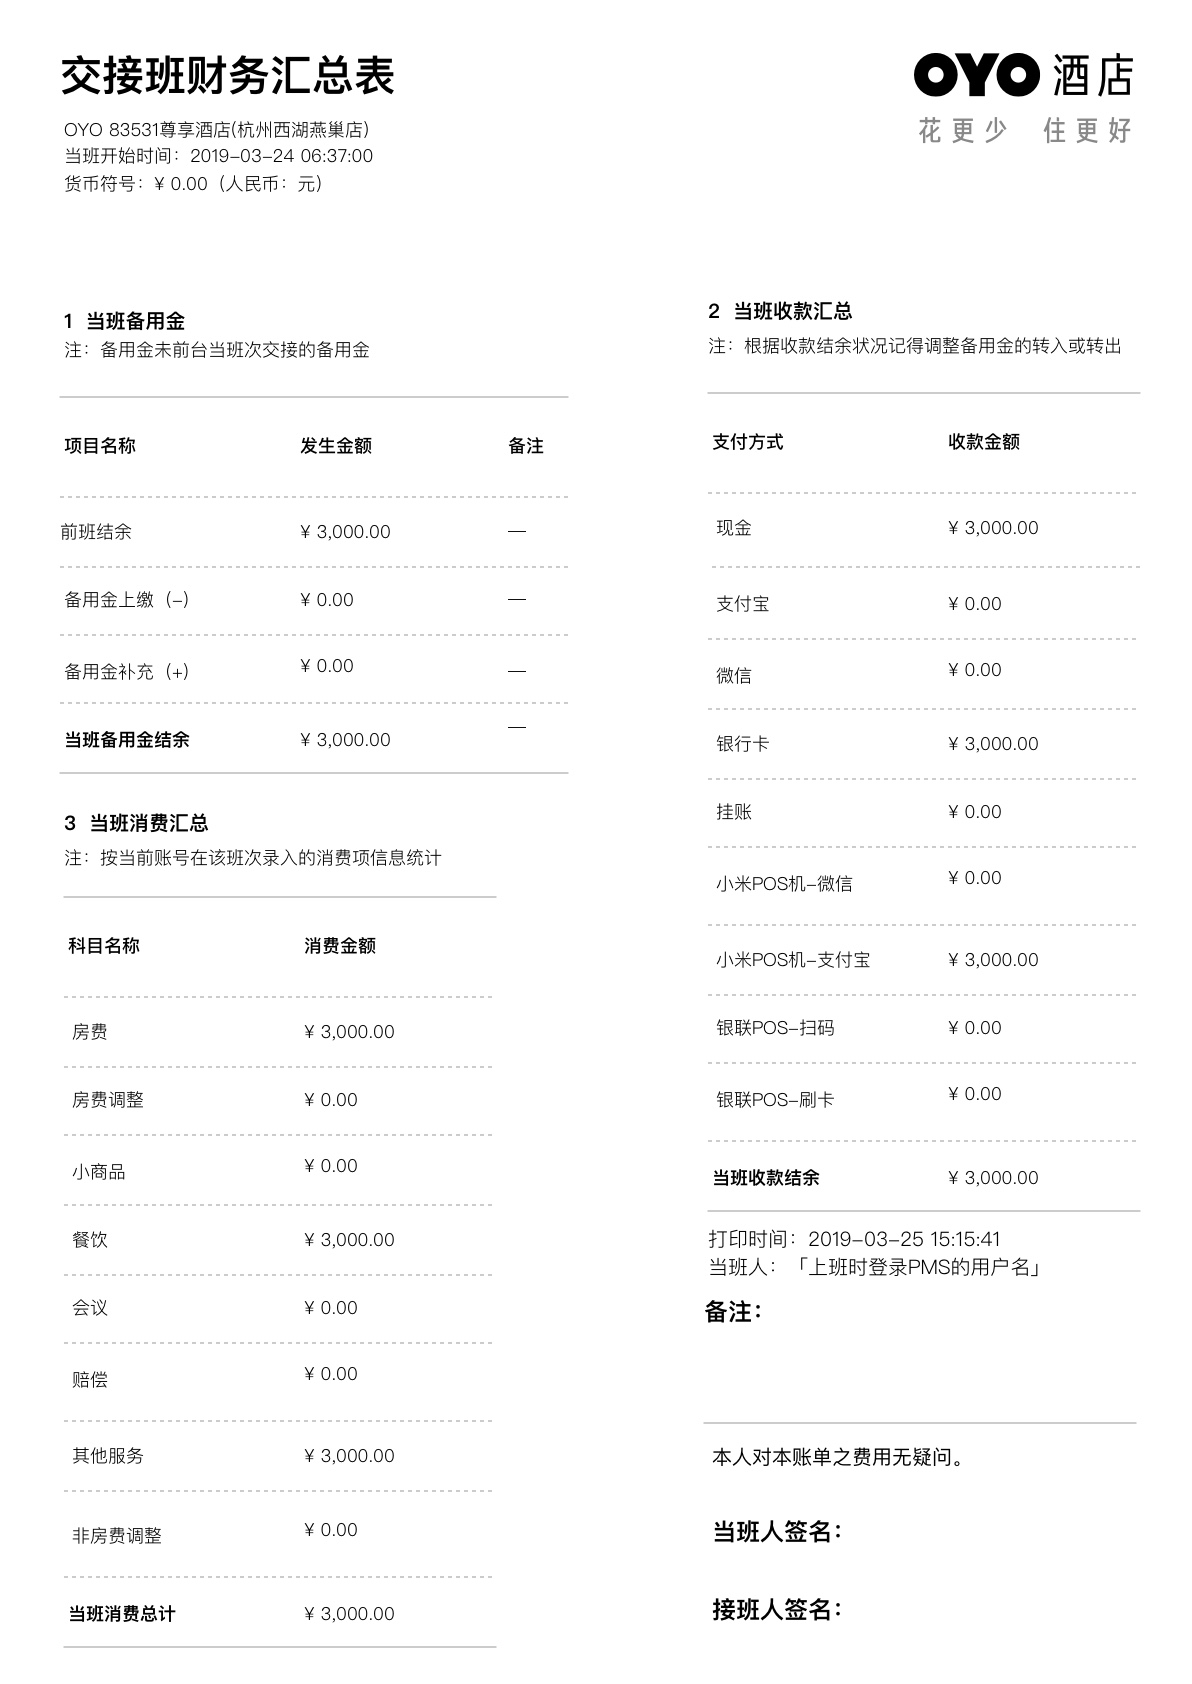 交接班财务汇总表
OYO 83531尊享酒店(杭州西湖燕巢店)
当班开始时间：2019-03-24 06:37:00
货币符号：¥ 0.00（人民币：元）
OYO 酒店
花更少 住更好
1 当班备用金
注：备用金未前台当班次交接的备用金
项目名称 发生金额 备注
前班结余 ¥ 3,000.00 —
备用金上缴（-） ¥ 0.00 —
备用金补充（+） ¥ 0.00 —
当班备用金结余 ¥ 3,000.00 —
2 当班收款汇总
注：根据收款结余状况记得调整备用金的转入或转出
支付方式 收款金额
现金 ¥ 3,000.00
支付宝 ¥ 0.00
微信 ¥ 0.00
银行卡 ¥ 3,000.00
挂账 ¥ 0.00
小米POS机-微信 ¥ 0.00
小米POS机-支付宝 ¥ 3,000.00
银联POS-扫码 ¥ 0.00
银联POS-刷卡 ¥ 0.00
当班收款结余 ¥ 3,000.00
3 当班消费汇总
注：按当前账号在该班次录入的消费项信息统计
科目名称 消费金额
房费 ¥ 3,000.00
房费调整 ¥ 0.00
小商品 ¥ 0.00
餐饮 ¥ 3,000.00
会议 ¥ 0.00
赔偿 ¥ 0.00
其他服务 ¥ 3,000.00
非房费调整 ¥ 0.00
当班消费总计 ¥ 3,000.00
打印时间：2019-03-25 15:15:41
当班人：「上班时登录PMS的用户名」
备注：
本人对本账单之费用无疑问。
当班人签名：
接班人签名：